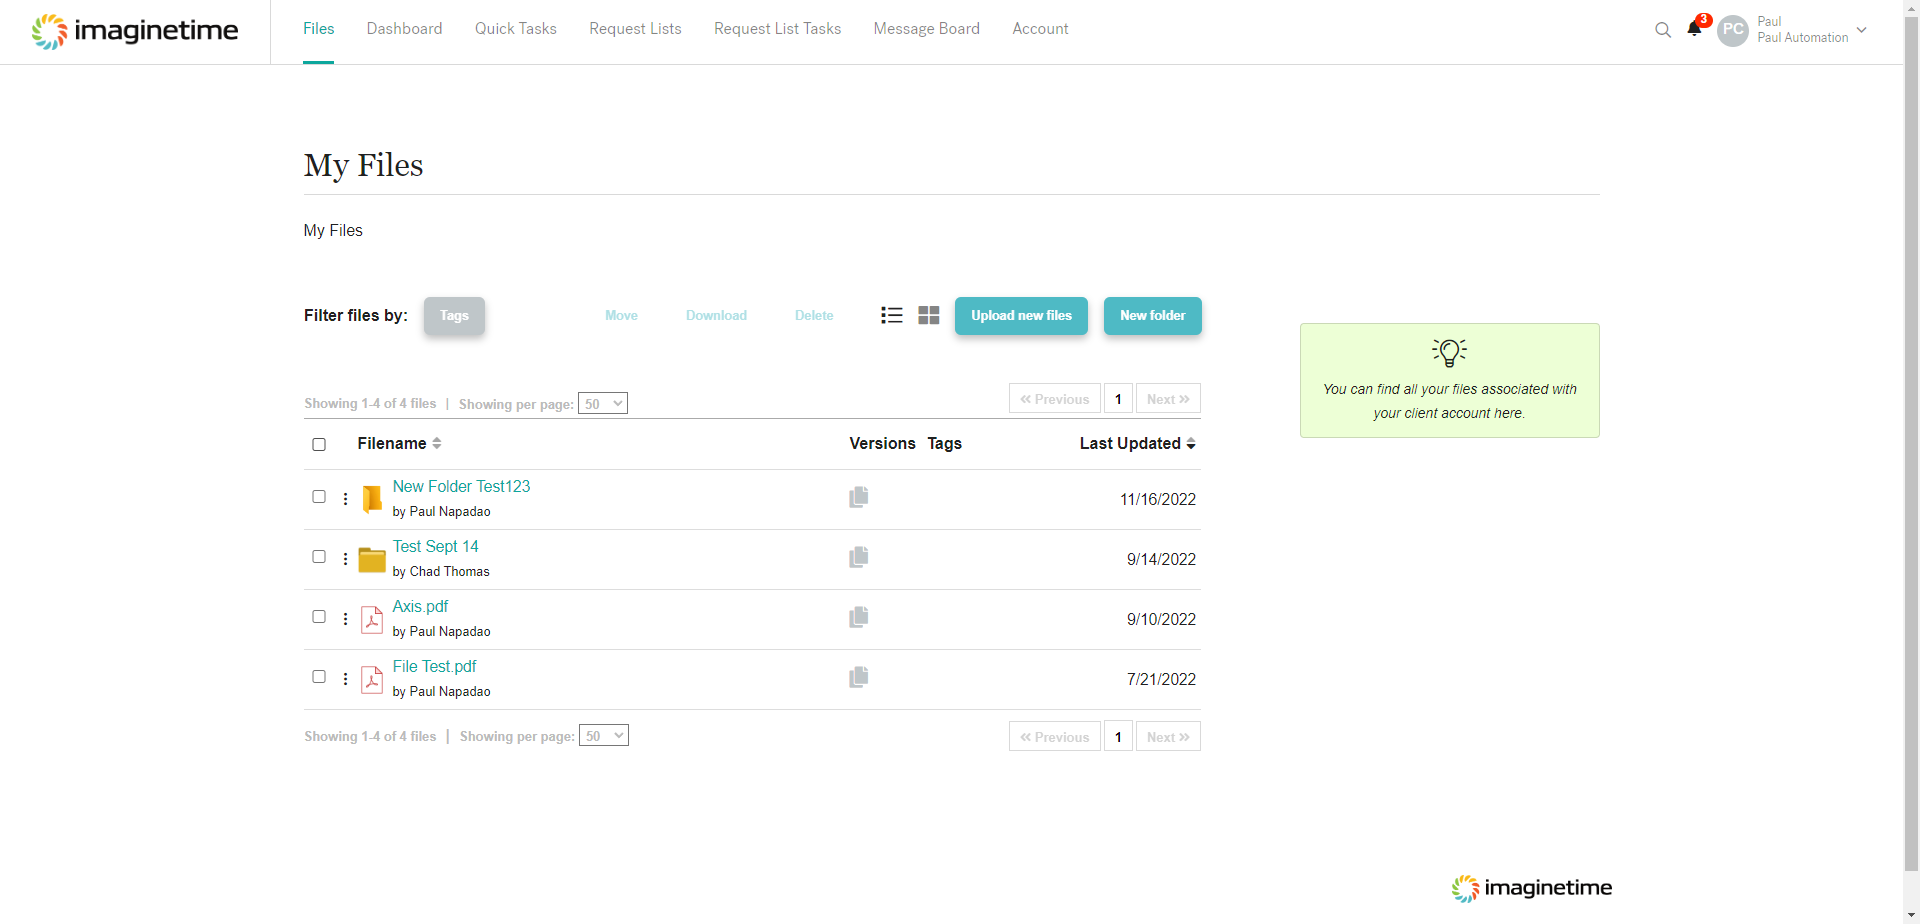 imaginetime Files Dashboard Quick Tasks Request Lists Request List Tasks Message Board Account 3 PC Paul
Paul Automation
My Files
My Files
Filter files by: Tags Move Download Delete Upload new files New folder
You can find all your files associated with
your client account here.
Showing 1-4 of 4 files | Showing per page: 50 « Previous 1 Next »
Filename Versions Tags Last Updated
New Folder Test123
by Paul Napadao
11/16/2022
Test Sept 14
by Chad Thomas
9/14/2022
Axis.pdf
by Paul Napadao
9/10/2022
File Test.pdf
by Paul Napadao
7/21/2022
Showing 1-4 of 4 files | Showing per page: 50 « Previous 1 Next »
imaginetime